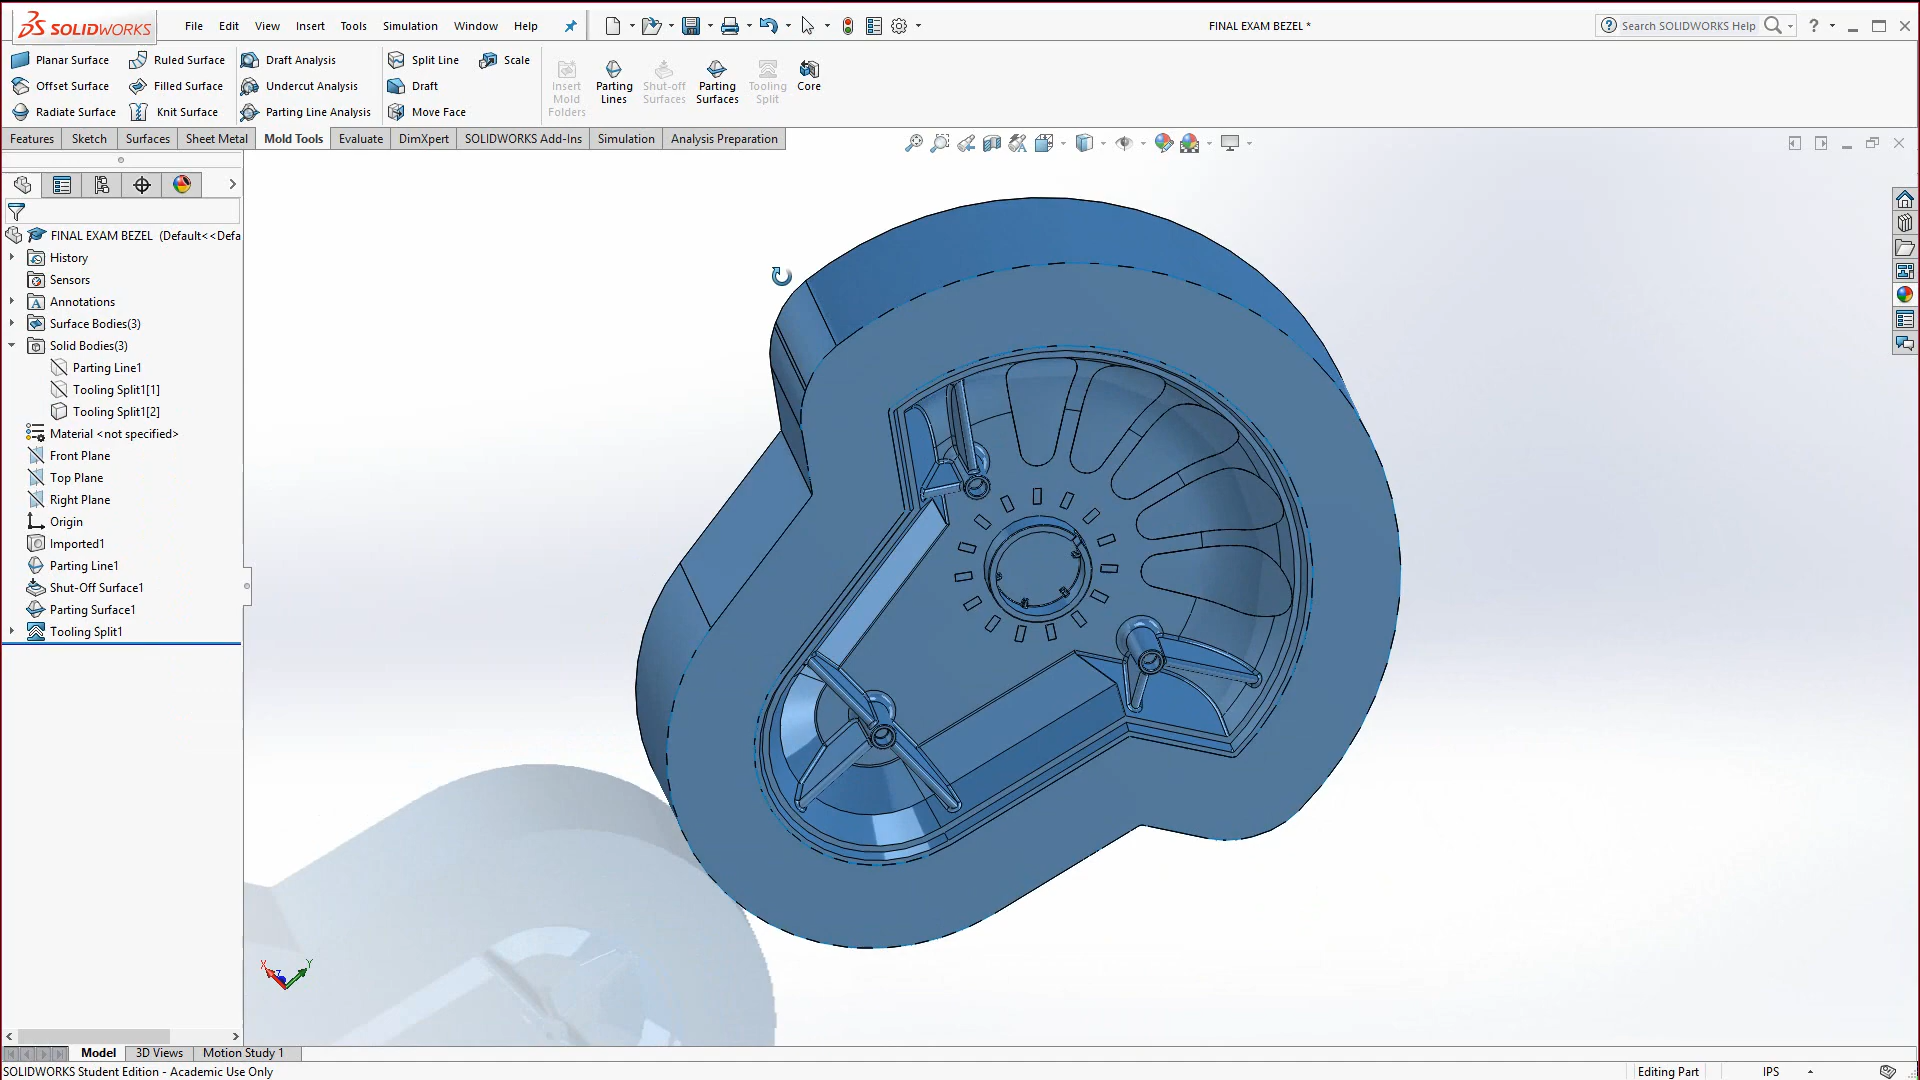 SOLIDWORKS
File Edit View Insert Tools Simulation Window Help
FINAL EXAM BEZEL *
Search SOLIDWORKS Help
Planar Surface Ruled Surface Draft Analysis Split Line Scale
Offset Surface Filled Surface Undercut Analysis Draft
Radiate Surface Knit Surface Parting Line Analysis Move Face
Insert Mold Folders
Parting Lines
Shut-off Surfaces
Parting Surfaces
Tooling Split
Core
Features Sketch Surfaces Sheet Metal Mold Tools Evaluate DimXpert SOLIDWORKS Add-Ins Simulation Analysis Preparation
FINAL EXAM BEZEL (Default<<Defa
History
Sensors
Annotations
Surface Bodies(3)
Solid Bodies(3)
Parting Line1
Tooling Split1[1]
Tooling Split1[2]
Material <not specified>
Front Plane
Top Plane
Right Plane
Origin
Imported1
Parting Line1
Shut-Off Surface1
Parting Surface1
Tooling Split1
X Z Y
Model 3D Views Motion Study 1
SOLIDWORKS Student Edition - Academic Use Only
Editing Part
IPS